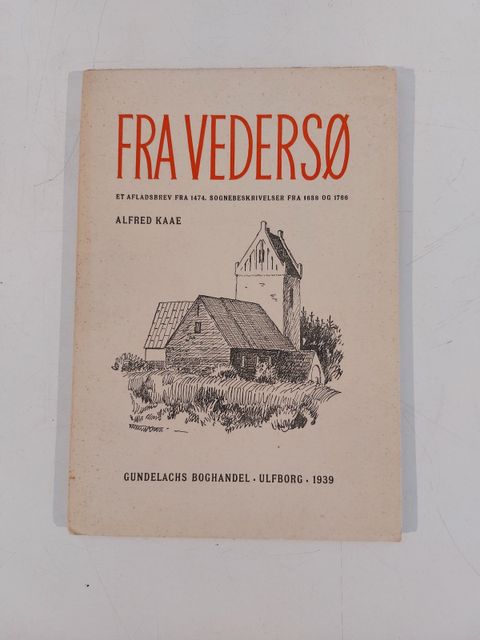 FRA VEDERSØ
ET AFLADSBREV FRA 1474. SOGNEBESKRIVELSER FRA 1638 OG 1766
ALFRED KAAE
GUNDELACHS BOGHANDEL · ULFBORG · 1939